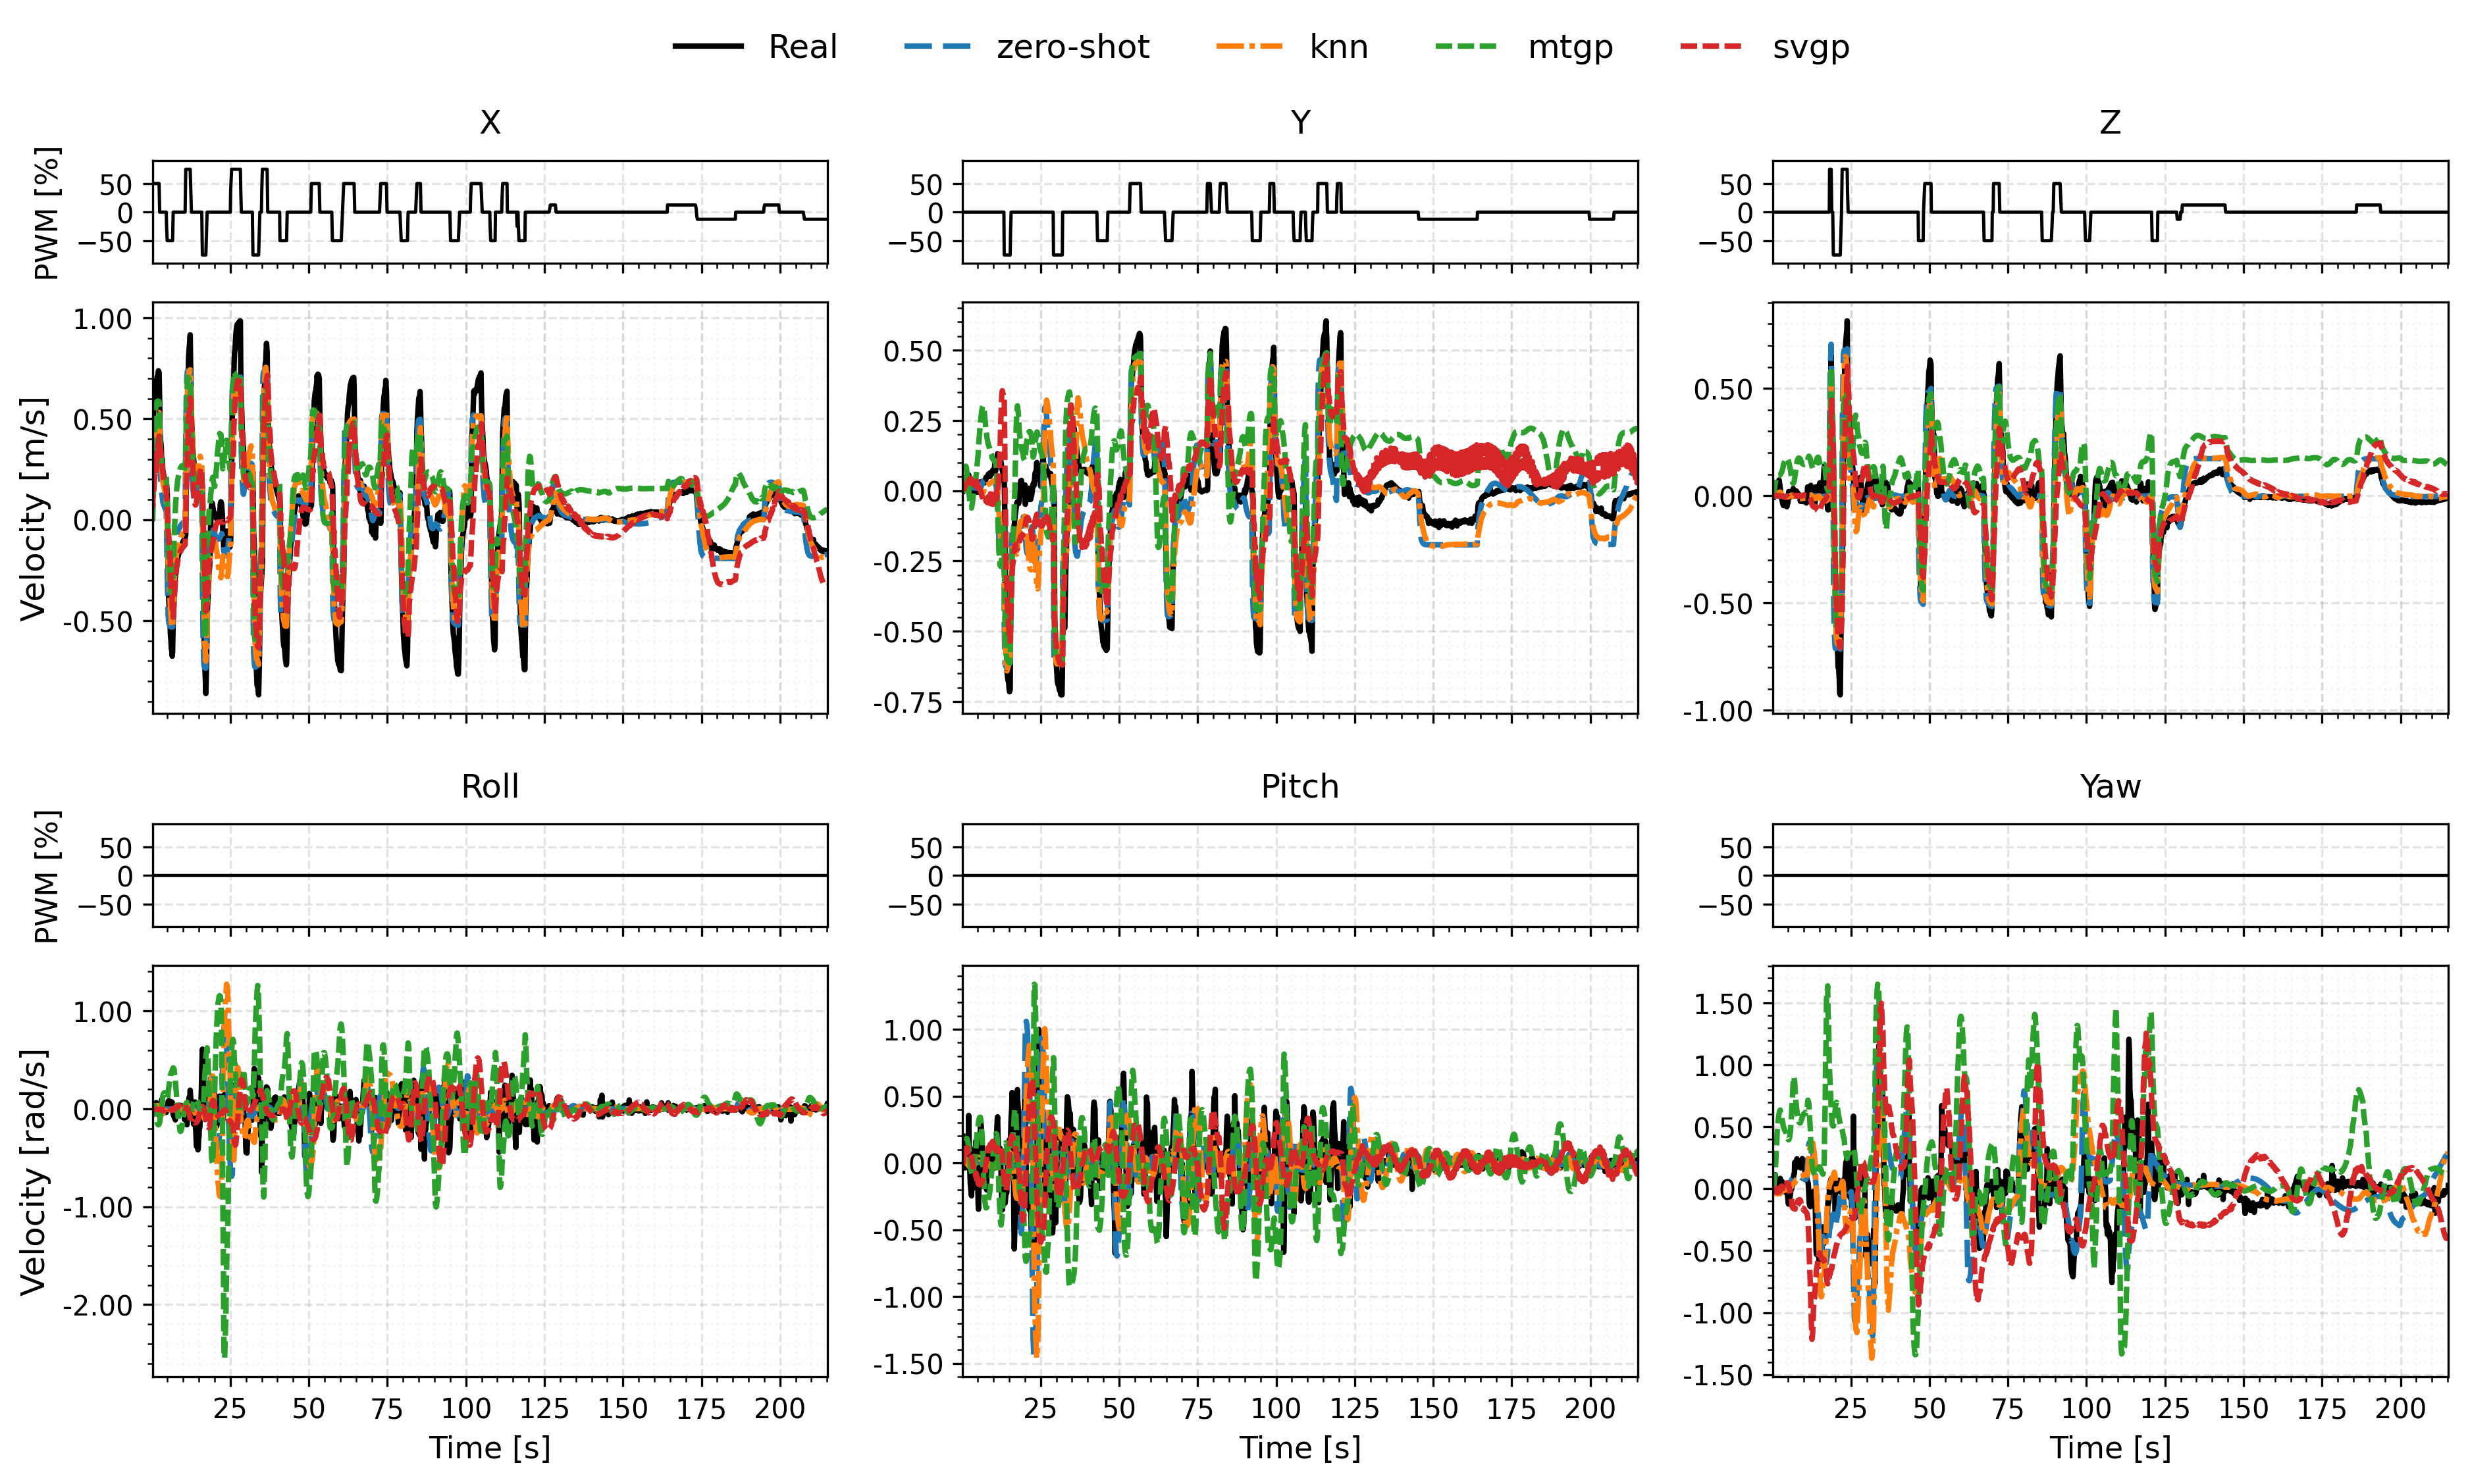 Real zero-shot knn mtgp svgp
X Y Z
PWM [%]
50 50 50
0 0 0
−50 −50 −50
Velocity [m/s]
1.00
0.50
0.00
-0.50
0.50
0.25
0.00
-0.25
-0.50
-0.75
0.50
0.00
-0.50
-1.00
Roll Pitch Yaw
PWM [%]
50 50 50
0 0 0
−50 −50 −50
Velocity [rad/s]
1.00
0.00
-1.00
-2.00
1.00
0.50
0.00
-0.50
-1.00
-1.50
1.50
1.00
0.50
0.00
-0.50
-1.00
-1.50
25 50 75 100 125 150 175 200 25 50 75 100 125 150 175 200 25 50 75 100 125 150 175 200
Time [s] Time [s] Time [s]